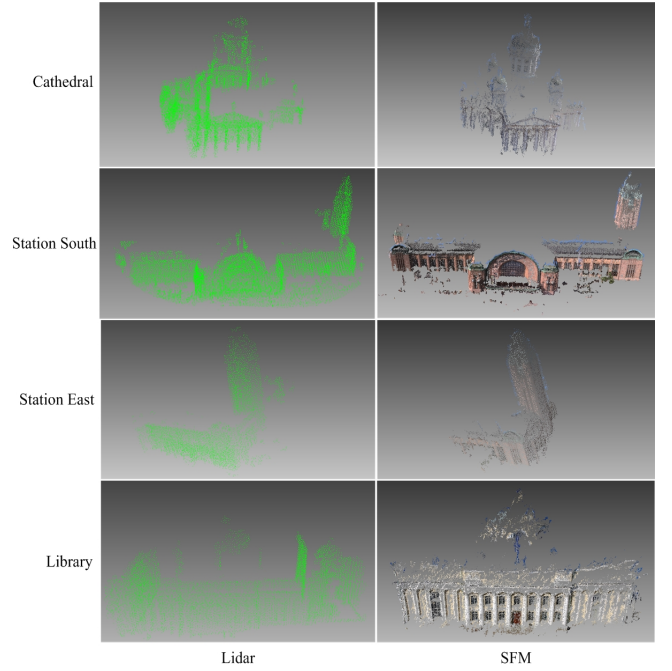 Cathedral
Station South
Station East
Library
Lidar
SFM